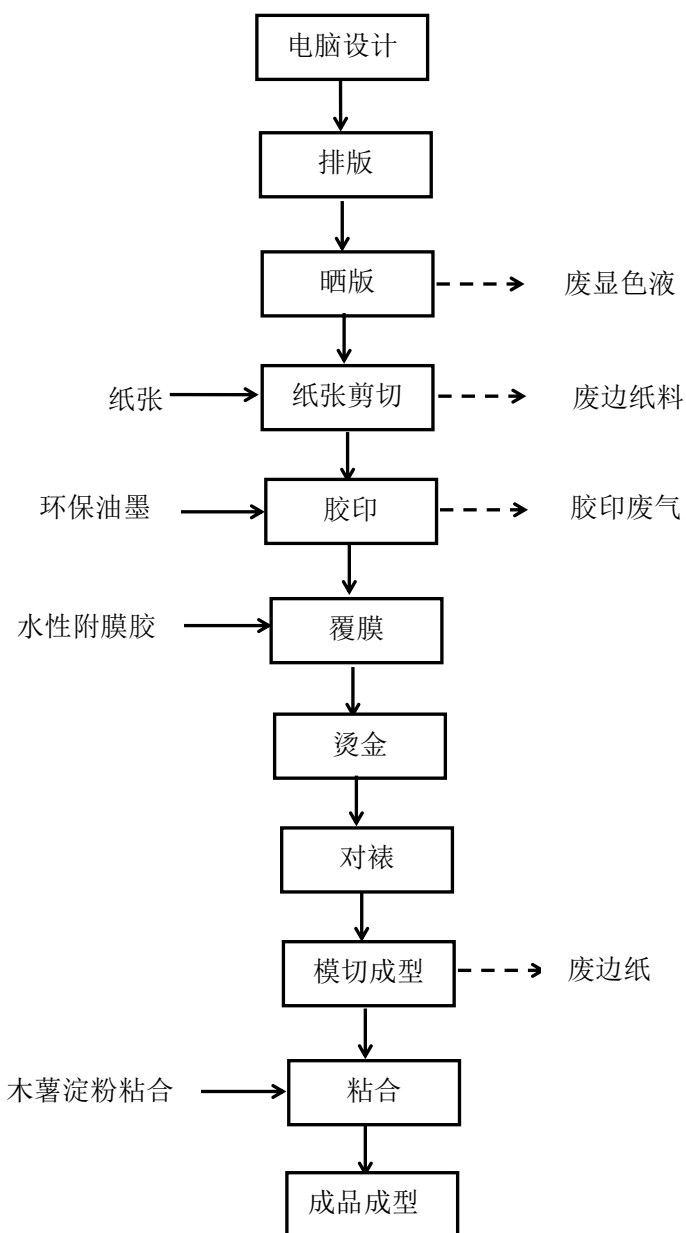 电脑设计
排版
晒版
废显色液
纸张
纸张剪切
废边纸料
环保油墨
胶印
胶印废气
水性附膜胶
覆膜
烫金
对裱
模切成型
废边纸
木薯淀粉粘合
粘合
成品成型